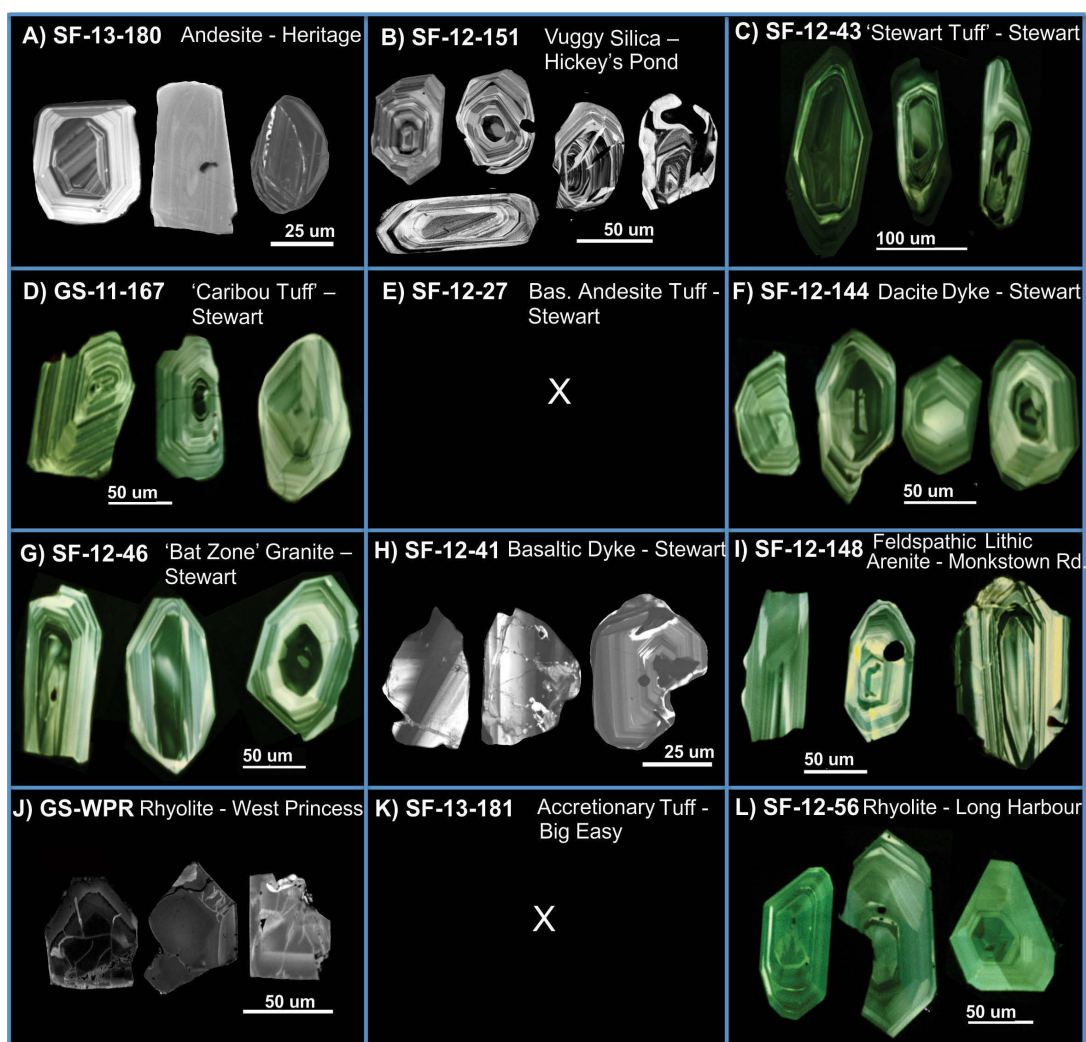 A) SF-13-180 Andesite - Heritage
25 um
B) SF-12-151 Vuggy Silica –
Hickey's Pond
50 um
C) SF-12-43 'Stewart Tuff' - Stewart
100 um
D) GS-11-167 'Caribou Tuff' –
Stewart
50 um
E) SF-12-27 Bas. Andesite Tuff -
Stewart
X
F) SF-12-144 Dacite Dyke - Stewart
50 um
G) SF-12-46 'Bat Zone' Granite –
Stewart
50 um
H) SF-12-41 Basaltic Dyke - Stewart
25 um
I) SF-12-148 Feldspathic Lithic
Arenite - Monkstown Rd.
50 um
J) GS-WPR Rhyolite - West Princess
50 um
K) SF-13-181 Accretionary Tuff -
Big Easy
X
L) SF-12-56 Rhyolite - Long Harbour
50 um